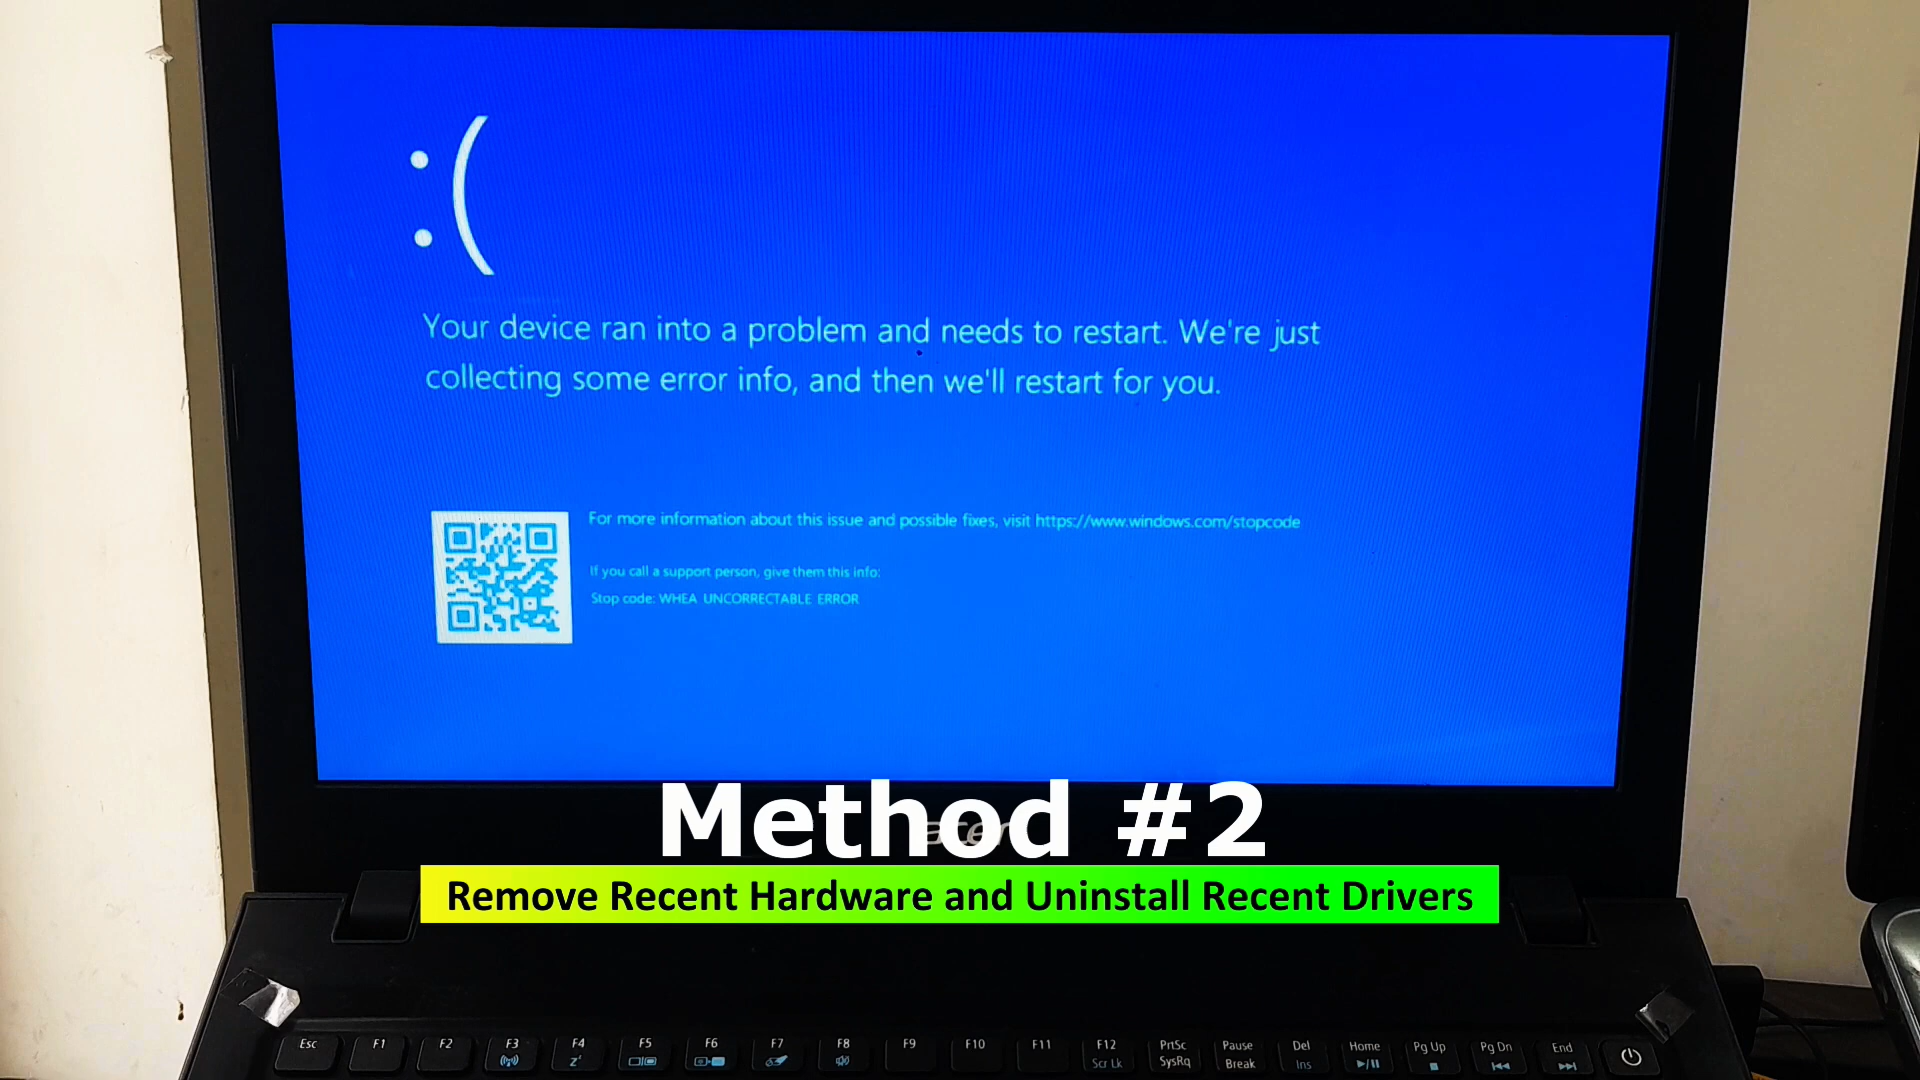 :(
Your device ran into a problem and needs to restart. We're just
collecting some error info, and then we'll restart for you.
For more information about this issue and possible fixes, visit https://www.windows.com/stopcode
If you call a support person, give them this info:
Stop code: WHEA UNCORRECTABLE ERROR
Method #2
acer
Remove Recent Hardware and Uninstall Recent Drivers
Esc F1 F2 F3 F4 F5 F6 F7 F8 F9 F10 F11 F12 PrtSc Pause Del Home Pg Up Pg Dn End
z Scr Lk SysRq Break Ins